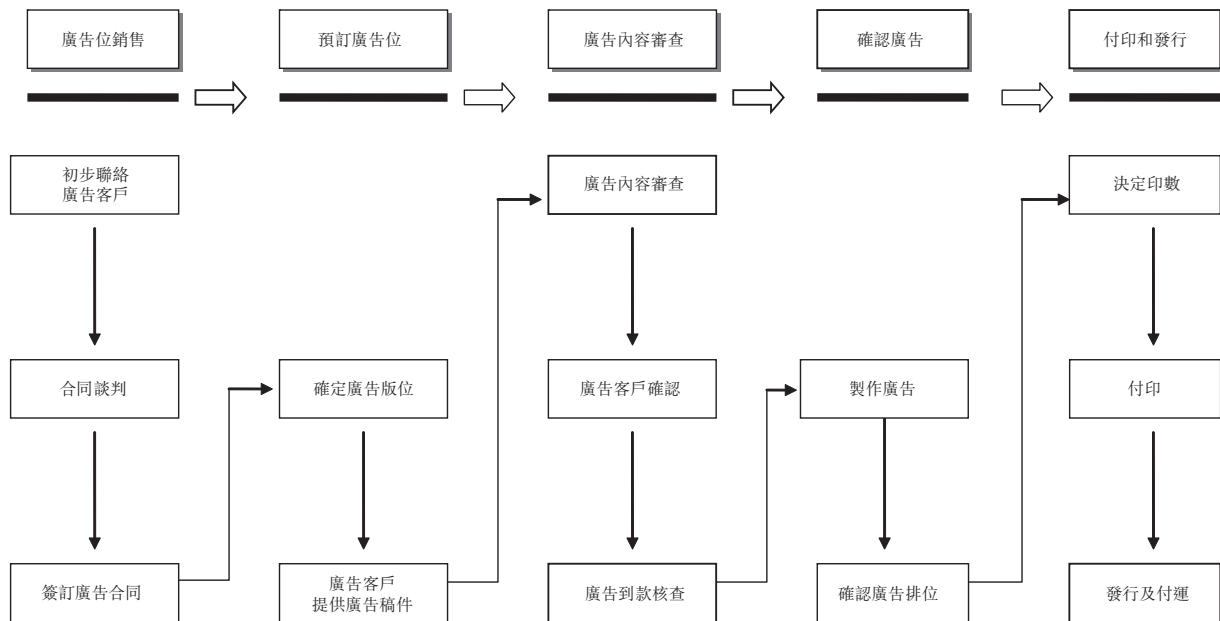 廣告位銷售
預訂廣告位
廣告內容審查
確認廣告
付印和發行
初步聯絡
廣告客戶
廣告內容審查
決定印數
合同談判
確定廣告版位
廣告客戶確認
製作廣告
付印
簽訂廣告合同
廣告客戶
提供廣告稿件
廣告到款核查
確認廣告排位
發行及付運